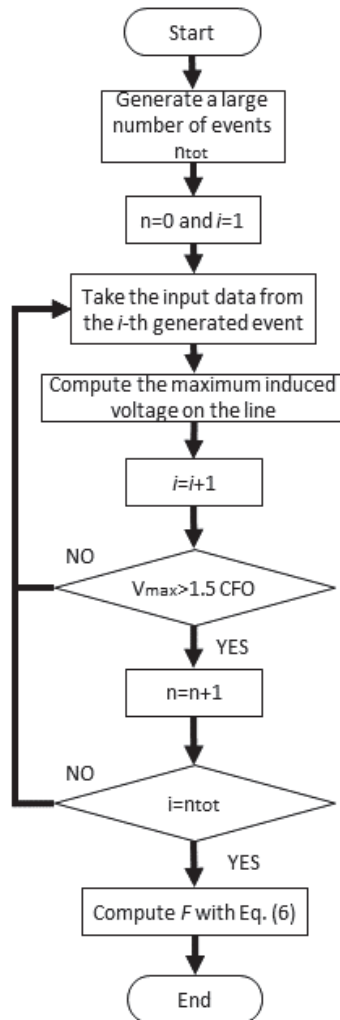 Start
Generate a large
number of events
ntot
n=0 and i=1
Take the input data from
the i-th generated event
Compute the maximum induced
voltage on the line
i=i+1
NO
Vmax>1.5 CFO
YES
n=n+1
NO
i=ntot
YES
Compute F with Eq. (6)
End